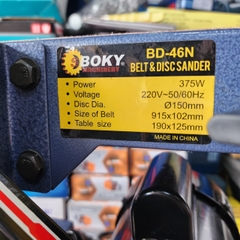 BOKY
MACHINERY
BD-46N
BELT & DISC SANDER
• Power 375W
• Voltage 220V~50/60Hz
• Disc Dia. Ø150mm
• Size of Belt 915x102mm
• Table size 190x125mm
MADE IN CHINA